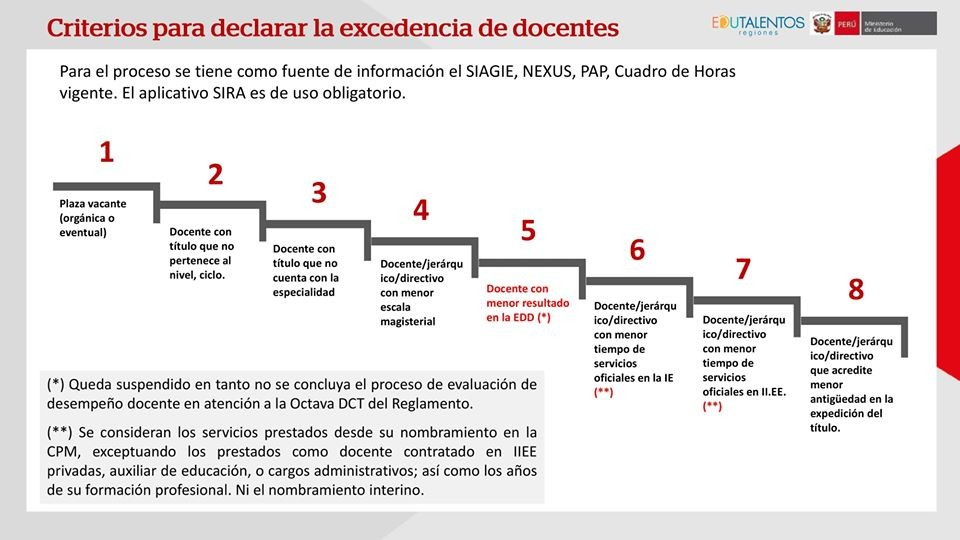 Criterios para declarar la excedencia de docentes
EDUTALENTOS
regiones
PERÚ
Ministerio
de Educación
Para el proceso se tiene como fuente de información el SIAGIE, NEXUS, PAP, Cuadro de Horas
vigente. El aplicativo SIRA es de uso obligatorio.
1
Plaza vacante
(orgánica o
eventual)
2
Docente con
título que no
pertenece al
nivel, ciclo.
3
Docente con
título que no
cuenta con la
especialidad
4
Docente/jerárqu
ico/directivo
con menor
escala
magisterial
5
Docente con
menor resultado
en la EDD (*)
6
Docente/jerárqu
ico/directivo
con menor
tiempo de
servicios
oficiales en la IE
(**)
7
Docente/jerárqu
ico/directivo
con menor
tiempo de
servicios
oficiales en II.EE.
(**)
8
Docente/jerárqu
ico/directivo
que acredite
menor
antigüedad en la
expedición del
título.
(*) Queda suspendido en tanto no se concluya el proceso de evaluación de
desempeño docente en atención a la Octava DCT del Reglamento.
(**) Se consideran los servicios prestados desde su nombramiento en la
CPM, exceptuando los prestados como docente contratado en IIEE
privadas, auxiliar de educación, o cargos administrativos; así como los años
de su formación profesional. Ni el nombramiento interino.